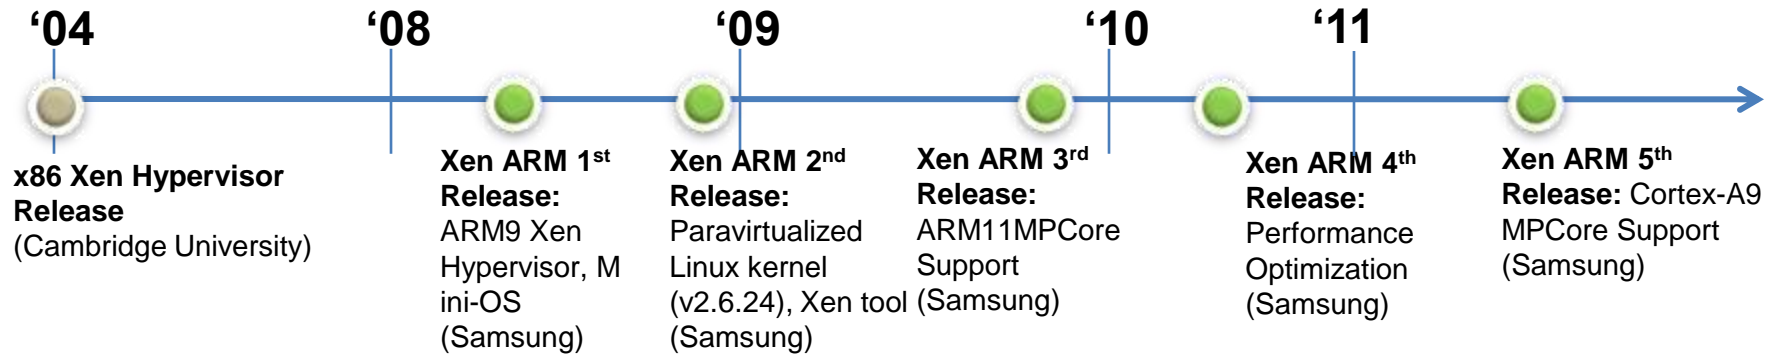 ‘04
‘08
‘09
‘10
‘11
x86 Xen Hypervisor
Release
(Cambridge University)
Xen ARM 1st
Release:
ARM9 Xen
Hypervisor, M
ini-OS
(Samsung)
Xen ARM 2nd
Release:
Paravirtualized
Linux kernel
(v2.6.24), Xen tool
(Samsung)
Xen ARM 3rd
Release:
ARM11MPCore
Support
(Samsung)
Xen ARM 4th
Release:
Performance
Optimization
(Samsung)
Xen ARM 5th
Release: Cortex-A9
MPCore Support
(Samsung)